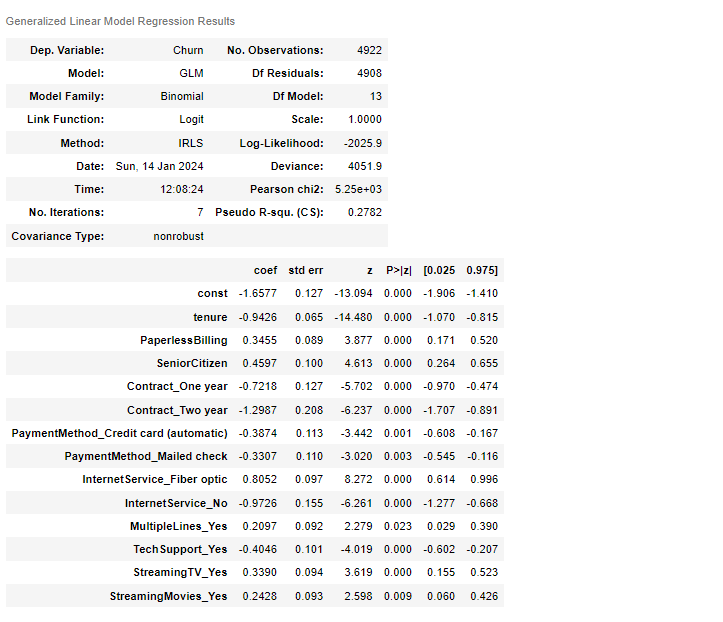 Generalized Linear Model Regression Results
Dep. Variable: Churn No. Observations: 4922
Model: GLM Df Residuals: 4908
Model Family: Binomial Df Model: 13
Link Function: Logit Scale: 1.0000
Method: IRLS Log-Likelihood: -2025.9
Date: Sun, 14 Jan 2024 Deviance: 4051.9
Time: 12:08:24 Pearson chi2: 5.25e+03
No. Iterations: 7 Pseudo R-squ. (CS): 0.2782
Covariance Type: nonrobust
coef std err z P>|z| [0.025 0.975]
const -1.6577 0.127 -13.094 0.000 -1.906 -1.410
tenure -0.9426 0.065 -14.480 0.000 -1.070 -0.815
PaperlessBilling 0.3455 0.089 3.877 0.000 0.171 0.520
SeniorCitizen 0.4597 0.100 4.613 0.000 0.264 0.655
Contract_One year -0.7218 0.127 -5.702 0.000 -0.970 -0.474
Contract_Two year -1.2987 0.208 -6.237 0.000 -1.707 -0.891
PaymentMethod_Credit card (automatic) -0.3874 0.113 -3.442 0.001 -0.608 -0.167
PaymentMethod_Mailed check -0.3307 0.110 -3.020 0.003 -0.545 -0.116
InternetService_Fiber optic 0.8052 0.097 8.272 0.000 0.614 0.996
InternetService_No -0.9726 0.155 -6.261 0.000 -1.277 -0.668
MultipleLines_Yes 0.2097 0.092 2.279 0.023 0.029 0.390
TechSupport_Yes -0.4046 0.101 -4.019 0.000 -0.602 -0.207
StreamingTV_Yes 0.3390 0.094 3.619 0.000 0.155 0.523
StreamingMovies_Yes 0.2428 0.093 2.598 0.009 0.060 0.426